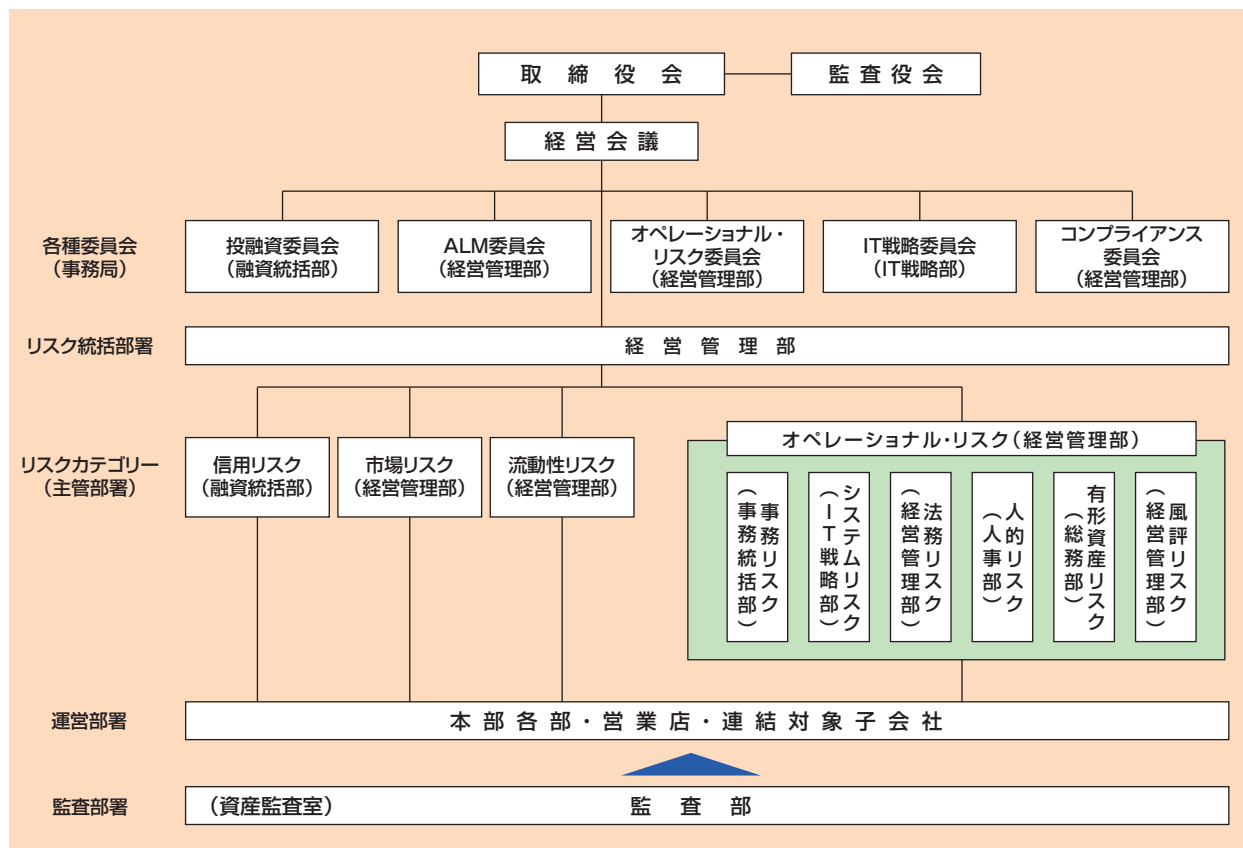 取締役会
監査役会
経営会議
各種委員会
（事務局）
投融資委員会
（融資統括部）
ALM委員会
（経営管理部）
オペレーショナル・
リスク委員会
（経営管理部）
IT戦略委員会
（IT戦略部）
コンプライアンス
委員会
（経営管理部）
リスク統括部署
経営管理部
リスクカテゴリー
（主管部署）
信用リスク
（融資統括部）
市場リスク
（経営管理部）
流動性リスク
（経営管理部）
オペレーショナル・リスク（経営管理部）
事務リスク
（事務統括部）
システムリスク
（IT戦略部）
法務リスク
（経営管理部）
人的リスク
（人事部）
有形資産リスク
（総務部）
風評リスク
（経営管理部）
運営部署
本部各部・営業店・連結対象子会社
監査部署
（資産監査室）
監査部